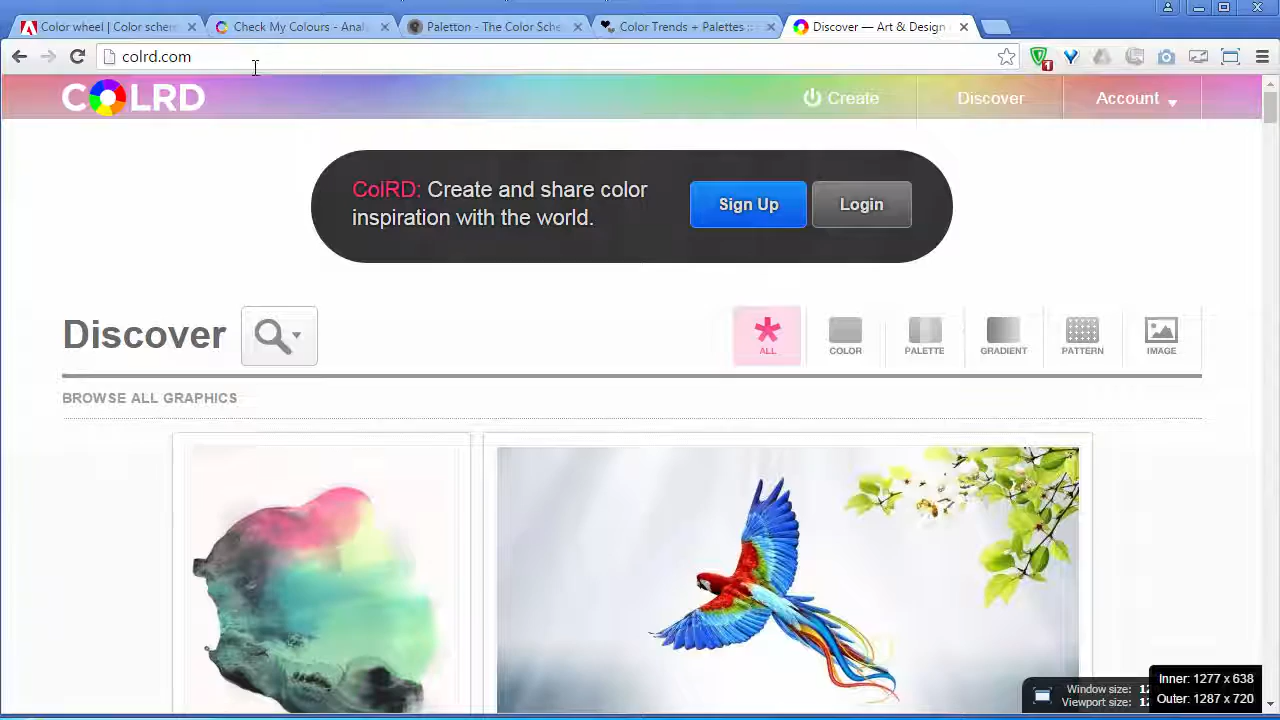 Color wheel | Color schem
Check My Colours - Anal
Paletton - The Color Sche
Color Trends + Palettes ::
Discover — Art & Design
colrd.com
1
COLRD
Create
Discover
Account
ColRD: Create and share color
inspiration with the world.
Sign Up
Login
Discover
ALL
COLOR
PALETTE
GRADIENT
PATTERN
IMAGE
BROWSE ALL GRAPHICS
Window size:
Viewport size:
Inner: 1277 x 638
Outer: 1287 x 720